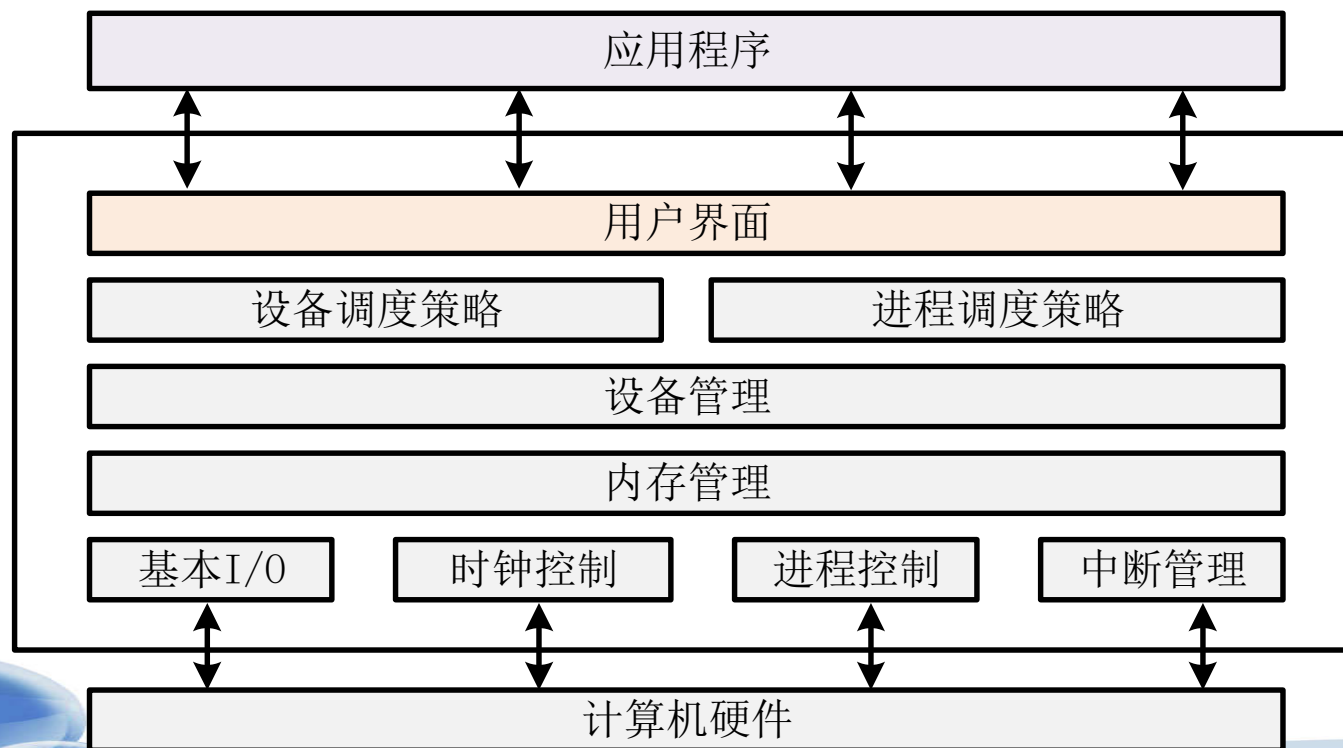 应用程序
用户界面
设备调度策略 进程调度策略
设备管理
内存管理
基本I/O 时钟控制 进程控制 中断管理
计算机硬件